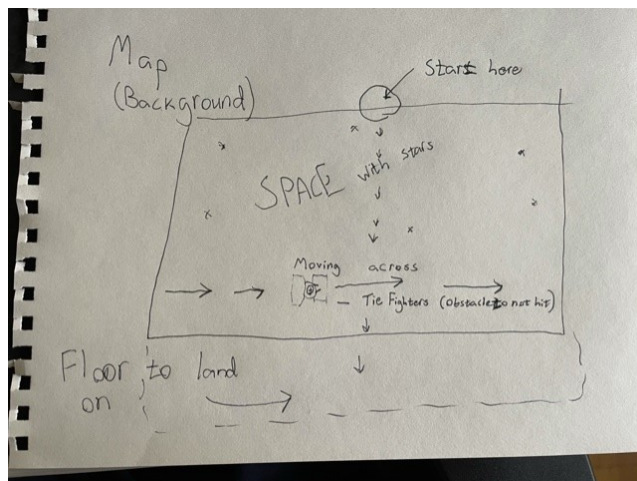 Map
(Background)
Start here
SPACE with stars
Moving across
Tie Fighters (Obstacle to not hit)
Floor to land
on